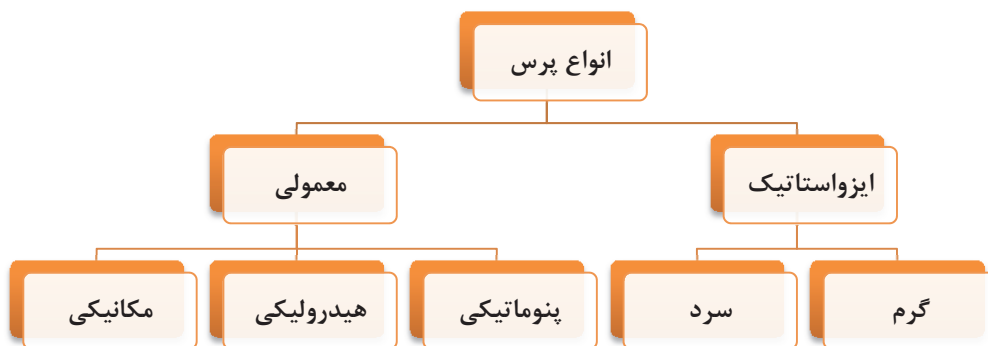 انواع پرس
ایزواستاتیک
معمولی
گرم
سرد
پنوماتیکی
هیدرولیکی
مکانیکی